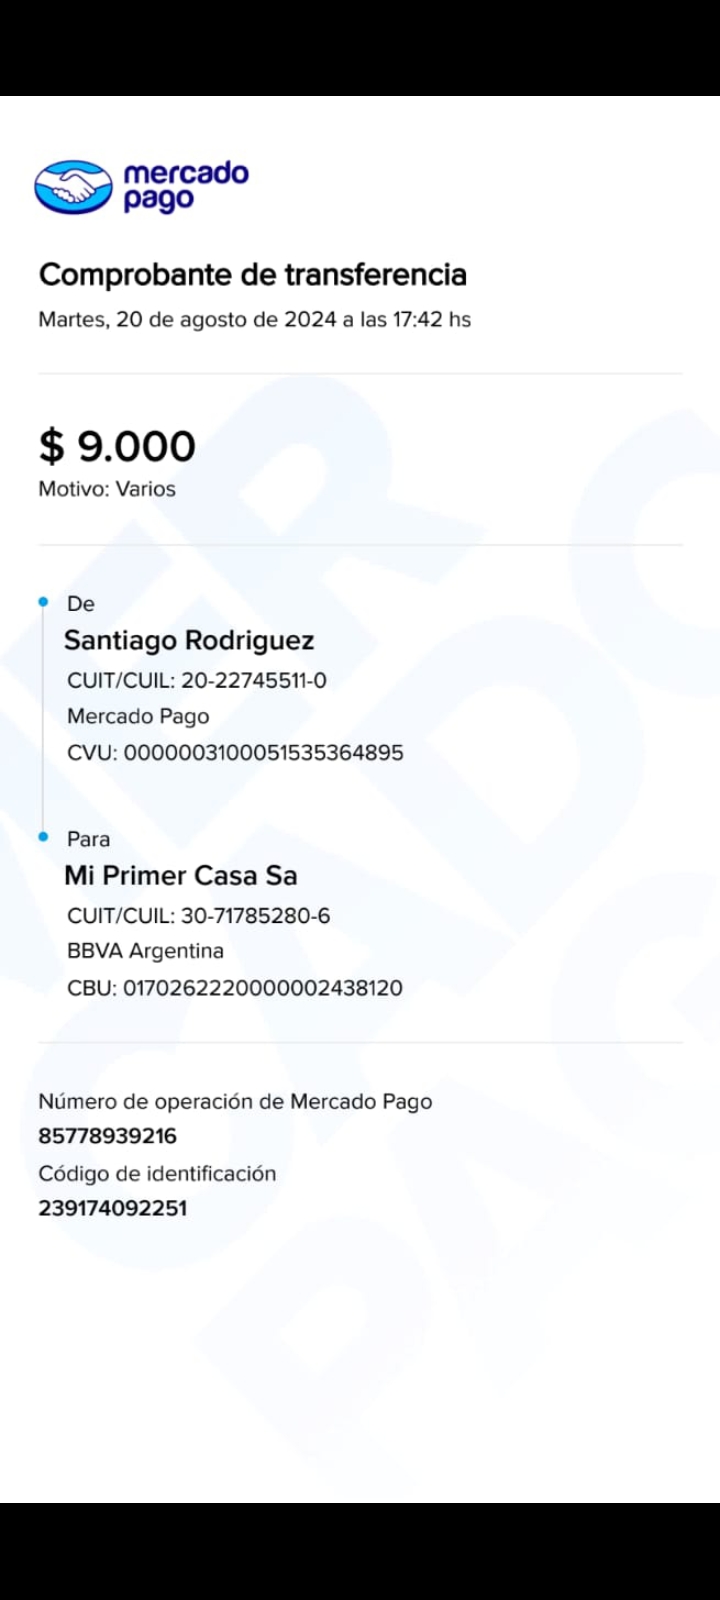 mercado
pago
Comprobante de transferencia
Martes, 20 de agosto de 2024 a las 17:42 hs
$ 9.000
Motivo: Varios
De
Santiago Rodriguez
CUIT/CUIL: 20-22745511-0
Mercado Pago
CVU: 0000003100051535364895
Para
Mi Primer Casa Sa
CUIT/CUIL: 30-71785280-6
BBVA Argentina
CBU: 0170262220000002438120
Número de operación de Mercado Pago
85778939216
Código de identificación
239174092251